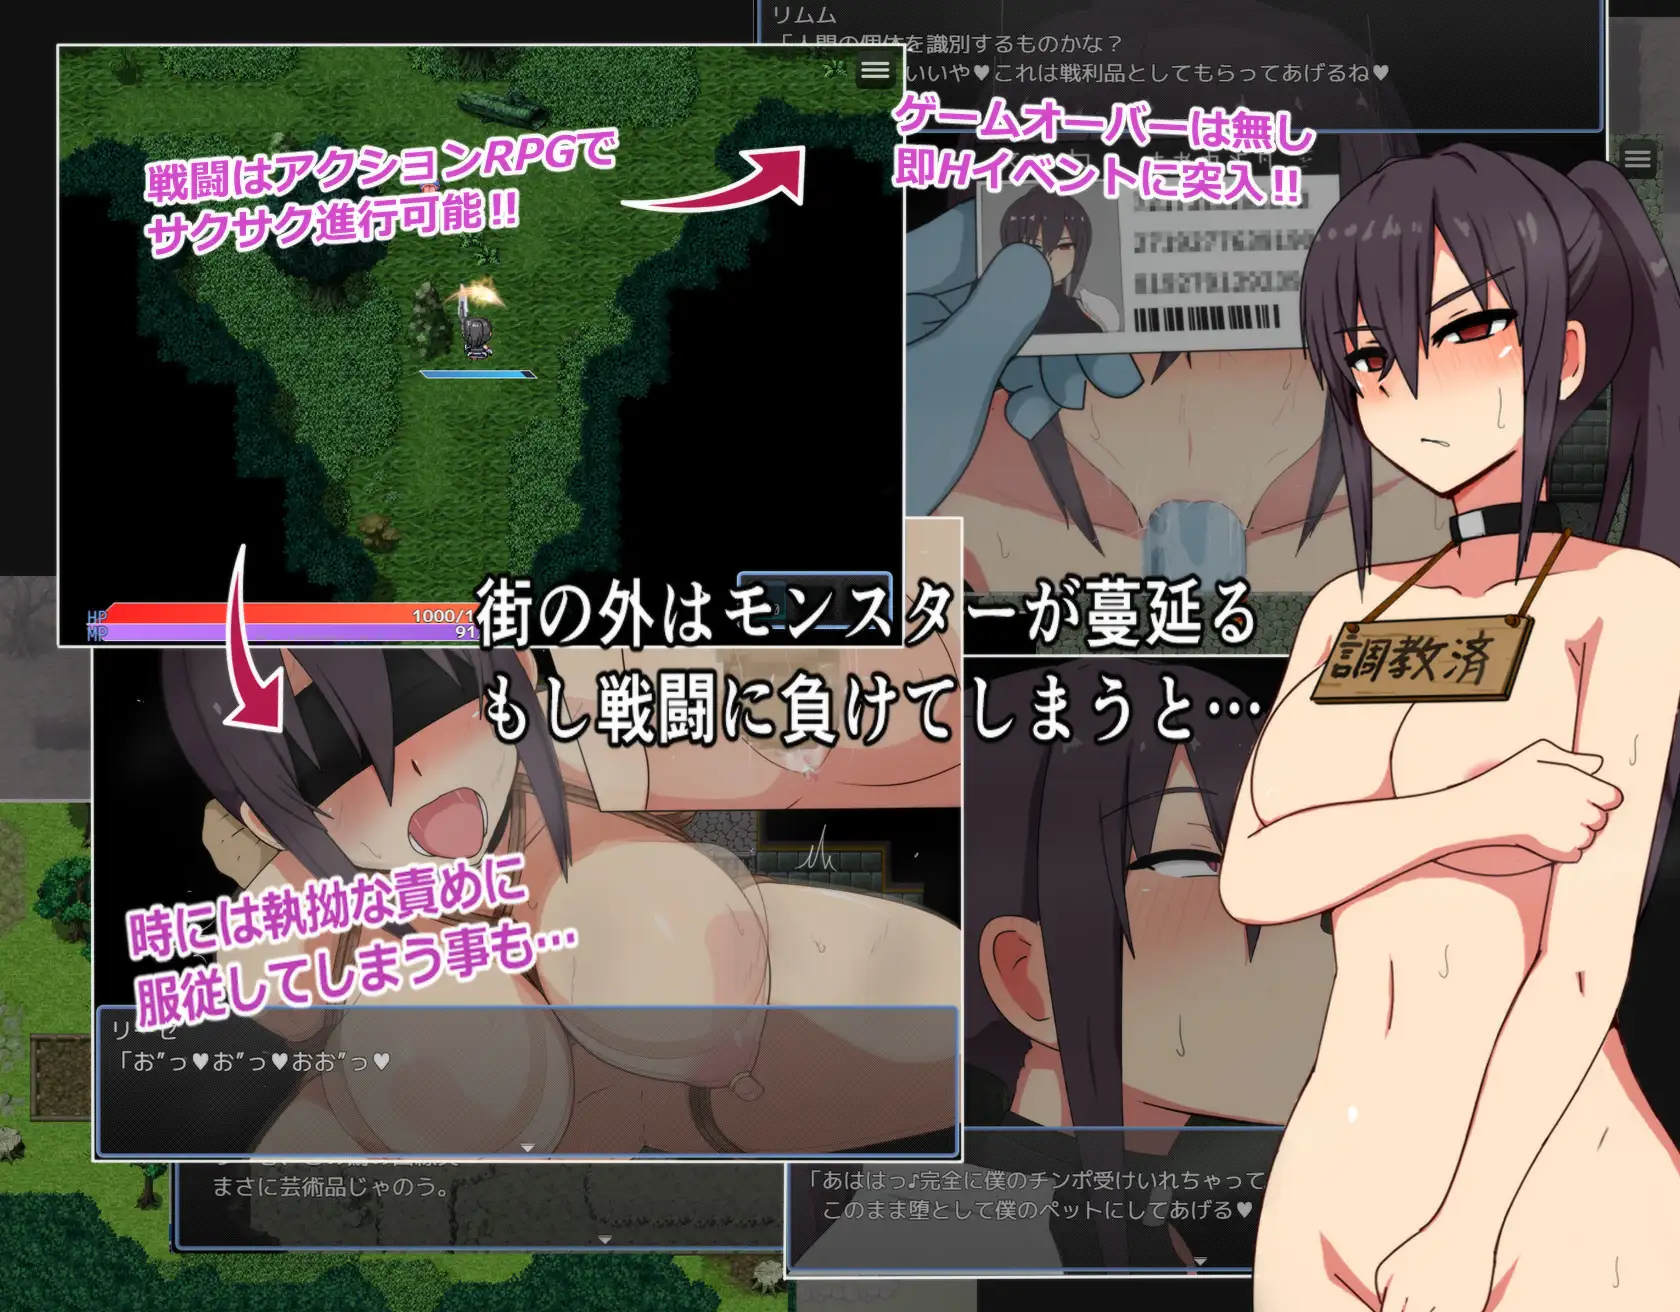 リムム
「人間の個体を識別するものかな？
いいや♥これは戦利品としてもらってあげるね♥
ゲームオーバーは無し
即Hイベントに突入!!
戦闘はアクションRPGで
サクサク進行可能!!
調教済
HP 1000/1
MP 91
街の外はモンスターが蔓延る
もし戦闘に負けてしまうと…
時には執拗な責めに
服従してしまう事も…
「お”っ♥お”っ♥おお”っ♥
まさに芸術品じゃのう。
「あははっ♪完全に僕のチンポ受けいれちゃって
このまま堕として僕のペットにしてあげる♥